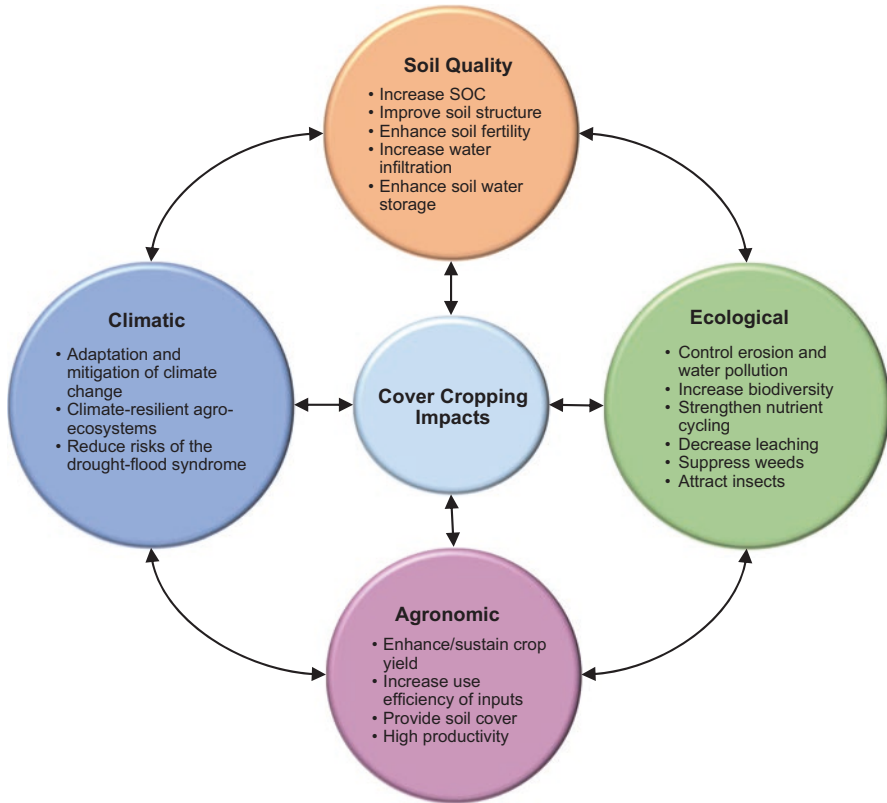 Soil Quality
• Increase SOC
• Improve soil structure
• Enhance soil fertility
• Increase water
infiltration
• Enhance soil water
storage
Climatic
• Adaptation and
mitigation of climate
change
• Climate-resilient agro-
ecosystems
• Reduce risks of the
drought-flood syndrome
Cover Cropping
Impacts
Ecological
• Control erosion and
water pollution
• Increase biodiversity
• Strengthen nutrient
cycling
• Decrease leaching
• Suppress weeds
• Attract insects
Agronomic
• Enhance/sustain crop
yield
• Increase use
efficiency of inputs
• Provide soil cover
• High productivity